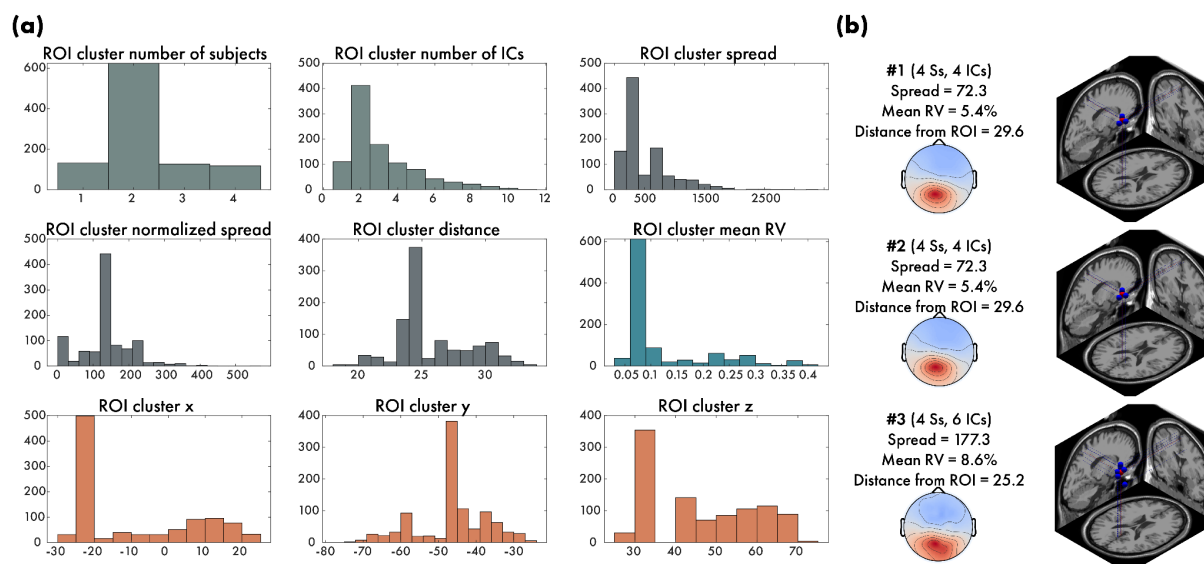 (a)
ROI cluster number of subjects
600
400
200
0
1 2 3 4
ROI cluster number of ICs
500
400
300
200
100
0
0 2 4 6 8 10 12
ROI cluster spread
500
400
300
200
100
0
0 500 1500 2500
ROI cluster normalized spread
500
400
300
200
100
0
0 100 200 300 400 500
ROI cluster distance
400
300
200
100
0
20 25 30
ROI cluster mean RV
600
400
200
0
0.05 0.1 0.15 0.2 0.25 0.3 0.35 0.4
ROI cluster x
500
400
300
200
100
0
-30 -20 -10 -0 10 20
ROI cluster y
400
300
200
100
0
-80 -70 -60 -50 -40 -30
ROI cluster z
400
300
200
100
0
30 40 50 60 70
(b)
#1 (4 Ss, 4 ICs)
Spread = 72.3
Mean RV = 5.4%
Distance from ROI = 29.6
#2 (4 Ss, 4 ICs)
Spread = 72.3
Mean RV = 5.4%
Distance from ROI = 29.6
#3 (4 Ss, 6 ICs)
Spread = 177.3
Mean RV = 8.6%
Distance from ROI = 25.2